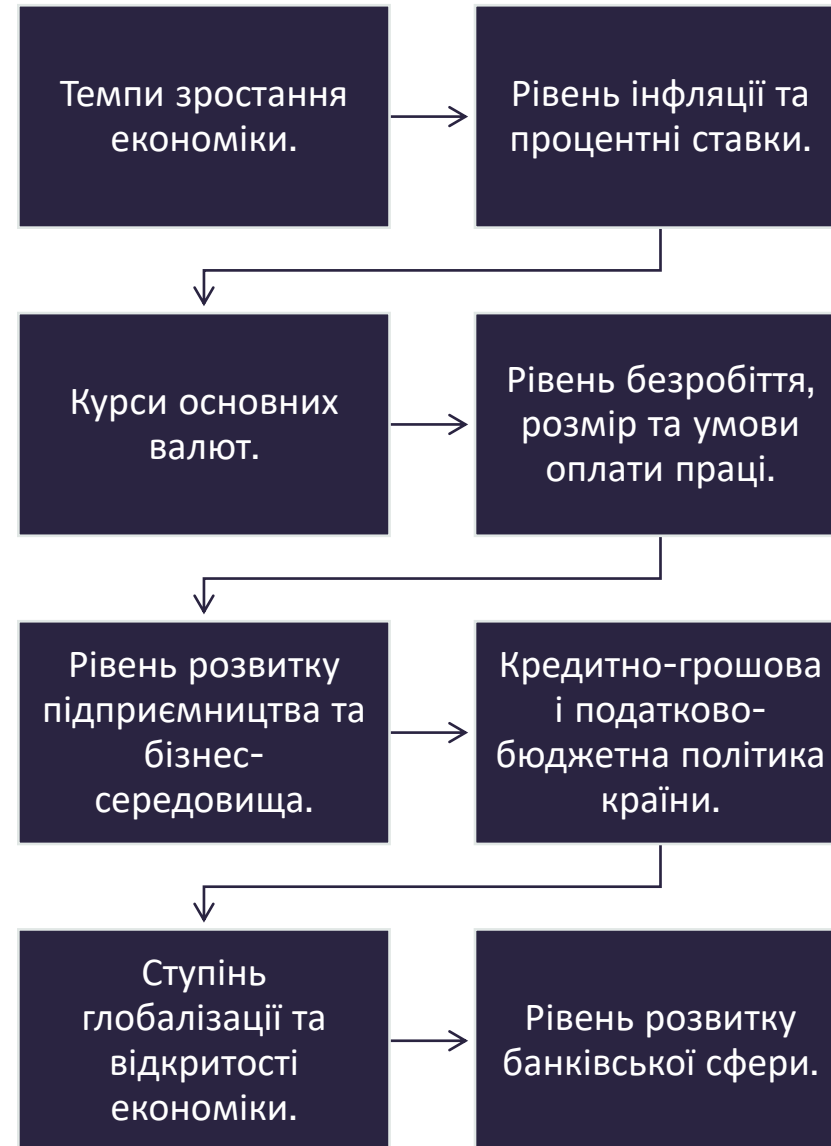 Темпи зростання
економіки.
Рівень інфляції та
процентні ставки.
Курси основних
валют.
Рівень безробіття,
розмір та умови
оплати праці.
Рівень розвитку
підприємництва та
бізнес-
середовища.
Кредитно-грошова
і податково-
бюджетна політика
країни.
Ступінь
глобалізації та
відкритості
економіки.
Рівень розвитку
банківської сфери.